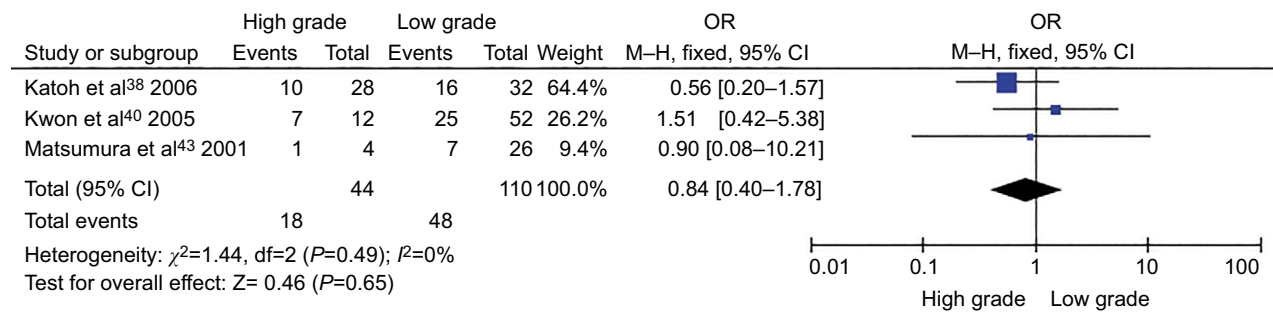 High grade Low grade OR OR
Study or subgroup Events Total Events Total Weight M–H, fixed, 95% CI M–H, fixed, 95% CI
Katoh et al³⁸ 2006 10 28 16 32 64.4% 0.56 [0.20–1.57]
Kwon et al⁴⁰ 2005 7 12 25 52 26.2% 1.51 [0.42–5.38]
Matsumura et al⁴³ 2001 1 4 7 26 9.4% 0.90 [0.08–10.21]
Total (95% CI) 44 110 100.0% 0.84 [0.40–1.78]
Total events 18 48
Heterogeneity: χ²=1.44, df=2 (P=0.49); I²=0%
Test for overall effect: Z= 0.46 (P=0.65)
0.01 0.1 1 10 100
High grade Low grade